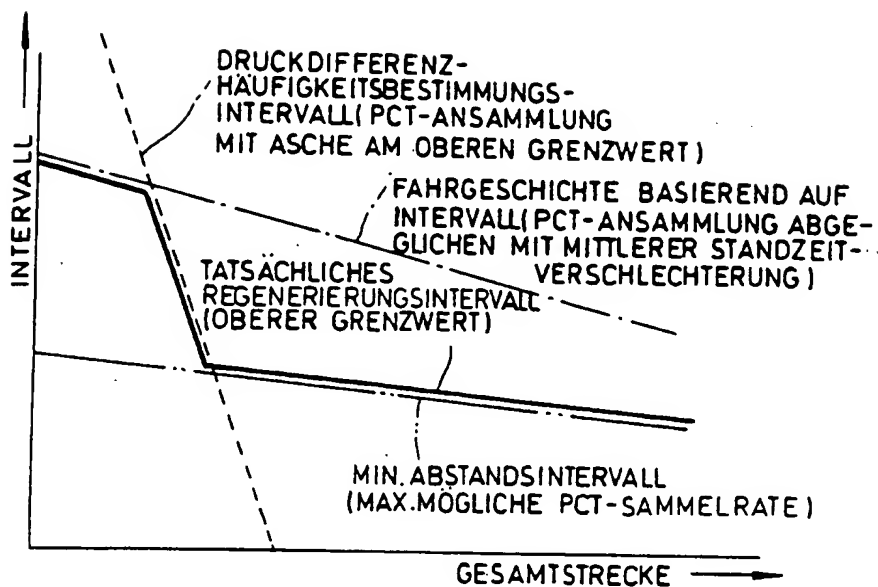 DRUCKDIFFERENZ-
HÄUFIGKEITSBESTIMMUNGS-
INTERVALL(PCT-ANSAMMLUNG
MIT ASCHE AM OBEREN GRENZWERT)
FAHRGESCHICHTE BASIEREND AUF
INTERVALL(PCT-ANSAMMLUNG ABGE-
GLICHEN MIT MITTLERER STANDZEIT-
VERSCHLECHTERUNG)
TATSÄCHLICHES
REGENERIERUNGSINTERVALL
(OBERER GRENZWERT)
MIN. ABSTANDSINTERVALL
(MAX.MÖGLICHE PCT-SAMMELRATE)
INTERVALL
GESAMTSTRECKE